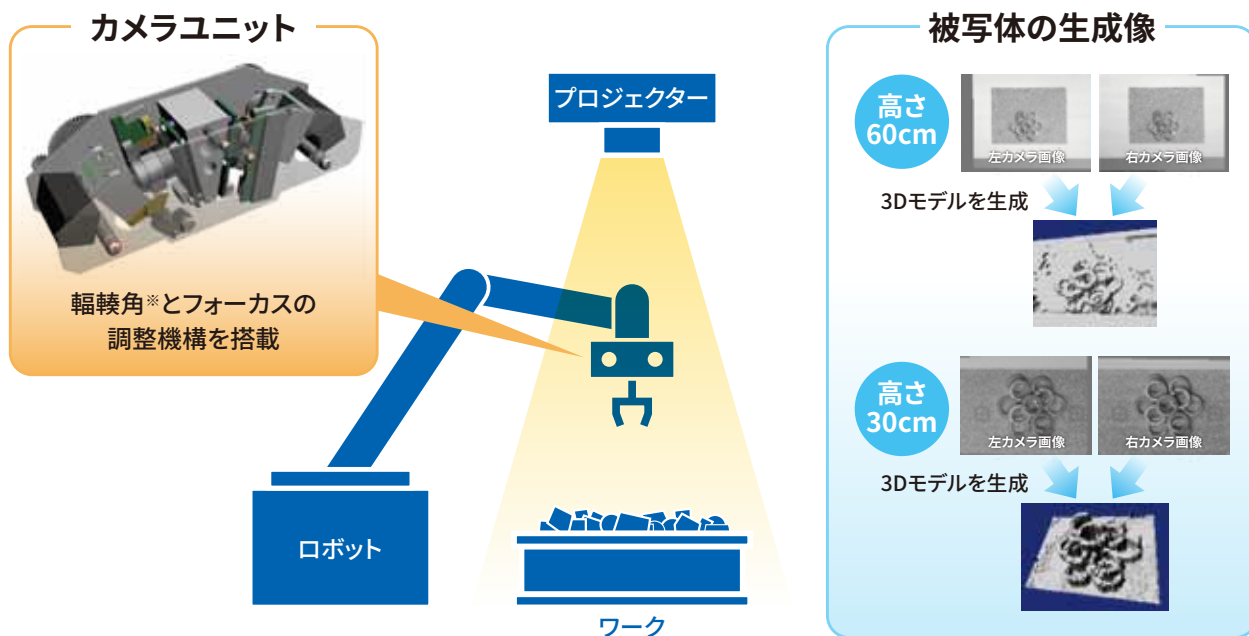 カメラユニット
輻輳角※とフォーカスの
調整機構を搭載
プロジェクター
ロボット
ワーク
被写体の生成像
高さ
60cm
左カメラ画像
右カメラ画像
3Dモデルを生成
高さ
30cm
左カメラ画像
右カメラ画像
3Dモデルを生成